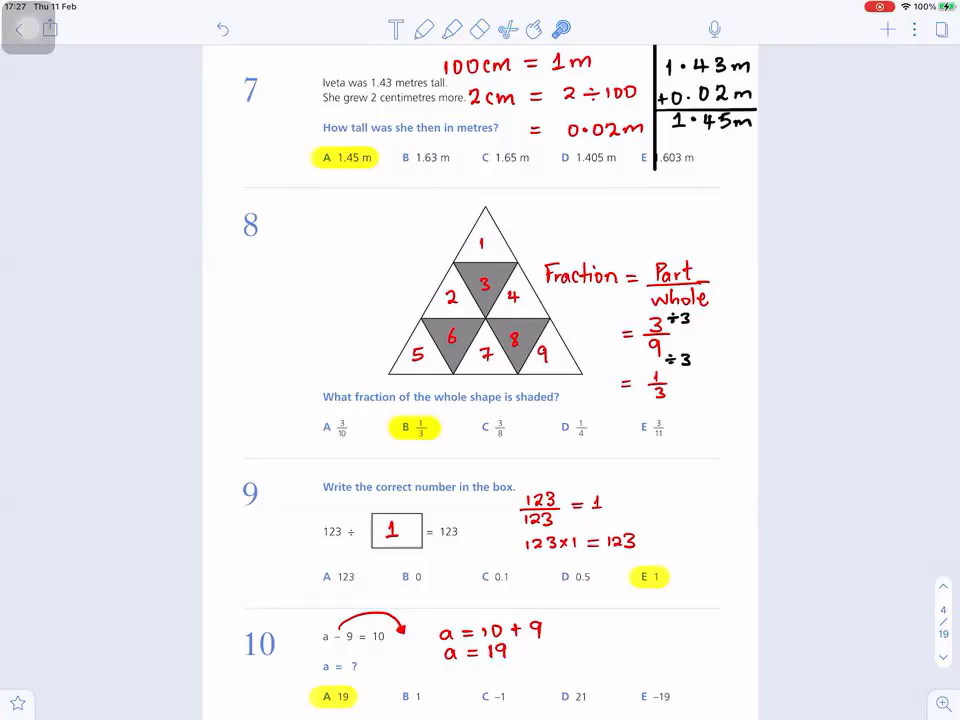 17:27 Thu 11 Feb
100%
7
Iveta was 1.43 metres tall.
She grew 2 centimetres more.
How tall was she then in metres?
100cm = 1m
2cm = 2 ÷ 100
= 0.02m
1.43m
+0.02m
1.45m
A 1.45 m B 1.63 m C 1.65 m D 1.405 m E 1.603 m
8
1
2 3 4
5 6 7 8 9
Fraction = Part
whole
= 3 ÷3
9 ÷3
= 1
3
What fraction of the whole shape is shaded?
A 3/10 B 1/3 C 3/8 D 1/4 E 3/11
9
Write the correct number in the box.
123 ÷ 1 = 123
123
123 = 1
123 x 1 = 123
A 123 B 0 C 0.1 D 0.5 E 1
10
a – 9 = 10
a = ?
a = 10 + 9
a = 19
A 19 B 1 C –1 D 21 E –19
4
/
19